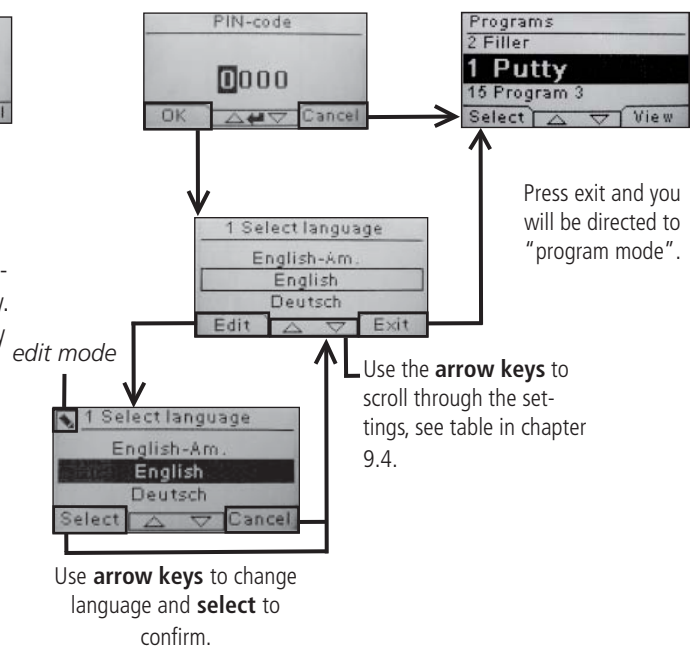 PIN-code
0000
OK
Cancel
Programs
2 Filler
1 Putty
15 Program 3
Select
View
Press exit and you
will be directed to
“program mode”.
1 Select language
English-Am.
English
Deutsch
Edit
Exit
edit mode
Use the arrow keys to
scroll through the set-
tings, see table in chapter
9.4.
1 Select language
English-Am.
English
Deutsch
Select
Cancel
Use arrow keys to change
language and select to
confirm.